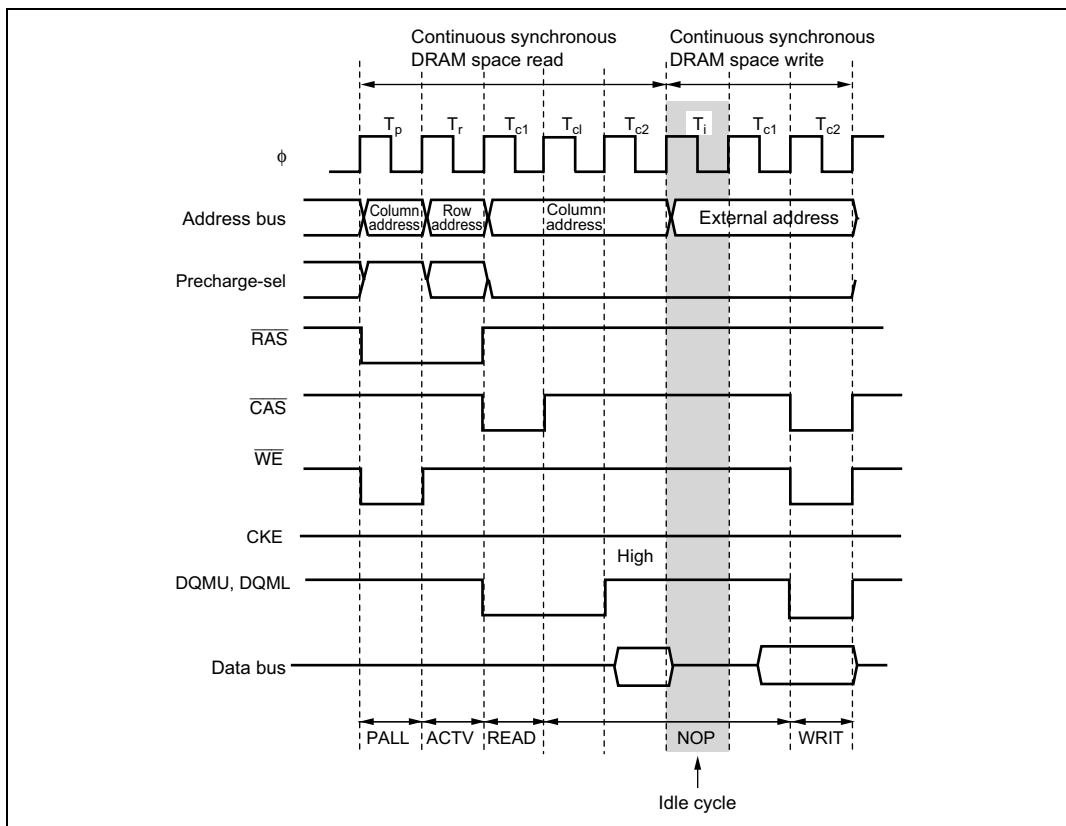 Continuous synchronous
DRAM space read
Continuous synchronous
DRAM space write
Tp Tr Tc1 Tcl Tc2 Ti Tc1 Tc2
ϕ
Address bus
Column
address
Row
address
Column
address
External address
Precharge-sel
RAS
CAS
WE
CKE
High
DQMU, DQML
Data bus
PALL ACTV READ NOP WRIT
Idle cycle